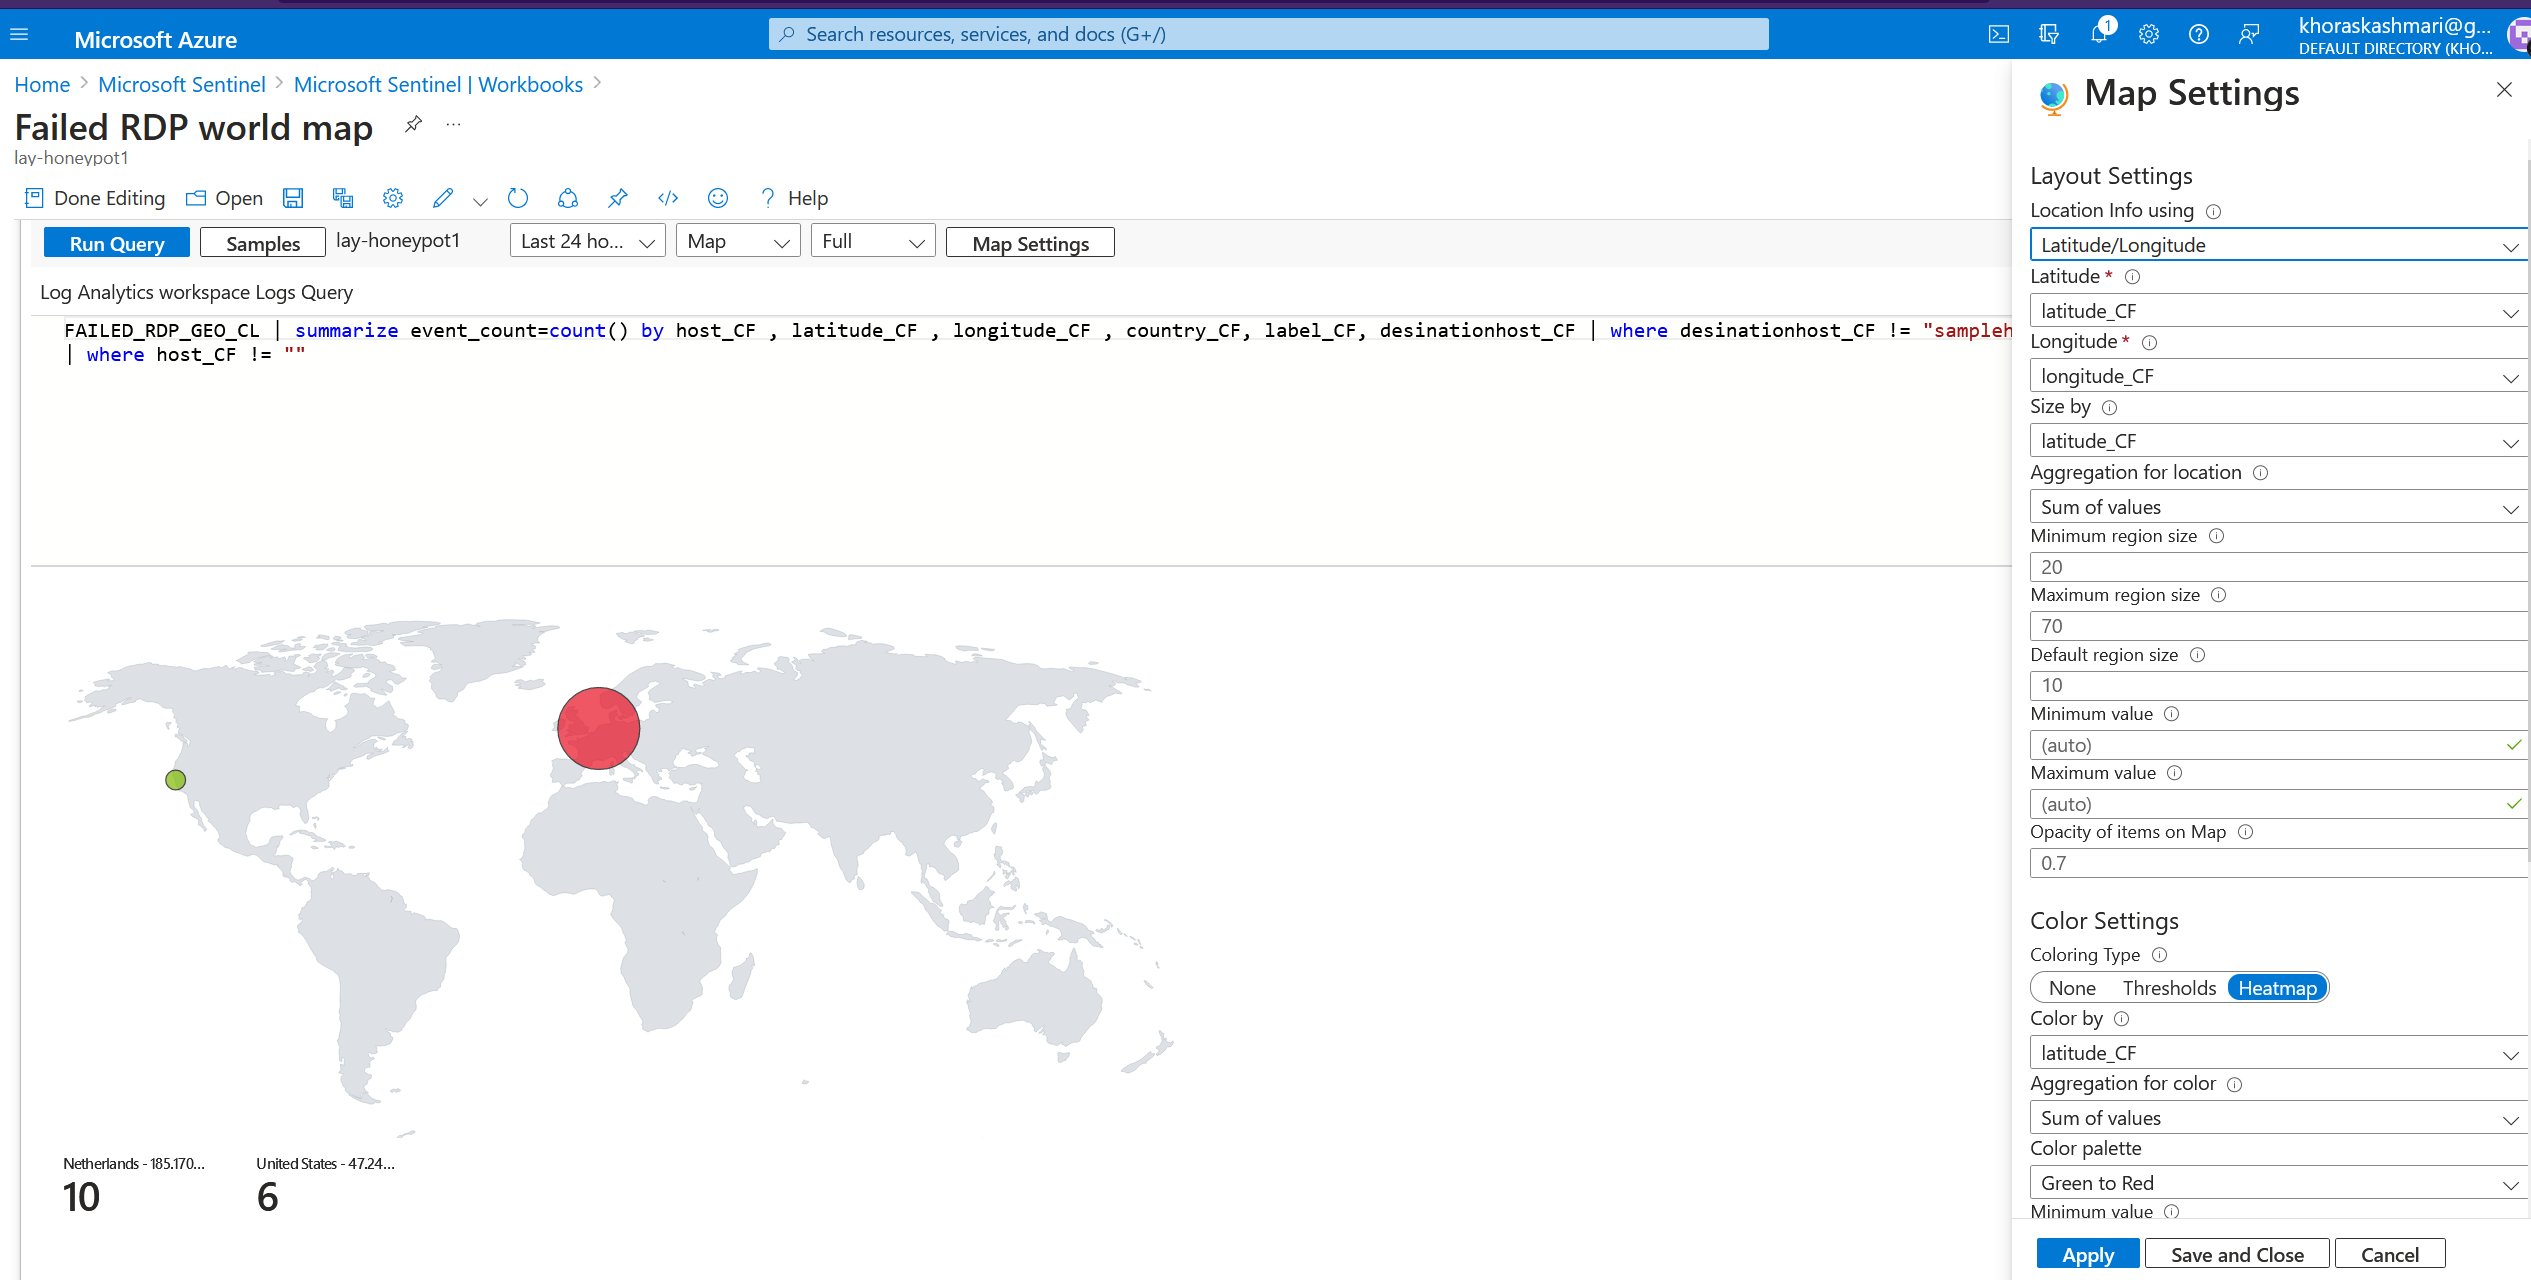 Microsoft Azure
Search resources, services, and docs (G+/)
1
khoraskashmari@g...
DEFAULT DIRECTORY (KHO...
Home > Microsoft Sentinel > Microsoft Sentinel | Workbooks >
Failed RDP world map
...
lay-honeypot1
Done Editing
Open
? Help
Run Query
Samples
lay-honeypot1
Last 24 ho...
Map
Full
Map Settings
Log Analytics workspace Logs Query
FAILED_RDP_GEO_CL | summarize event_count=count() by host_CF , latitude_CF , longitude_CF , country_CF, label_CF, desinationhost_CF | where desinationhost_CF != "sampleh
| where host_CF != ""
Netherlands - 185.170...
10
United States - 47.24...
6
Map Settings
Layout Settings
Location Info using
Latitude/Longitude
Latitude *
latitude_CF
Longitude *
longitude_CF
Size by
latitude_CF
Aggregation for location
Sum of values
Minimum region size
20
Maximum region size
70
Default region size
10
Minimum value
(auto)
Maximum value
(auto)
Opacity of items on Map
0.7
Color Settings
Coloring Type
None Thresholds Heatmap
Color by
latitude_CF
Aggregation for color
Sum of values
Color palette
Green to Red
Minimum value
Apply
Save and Close
Cancel